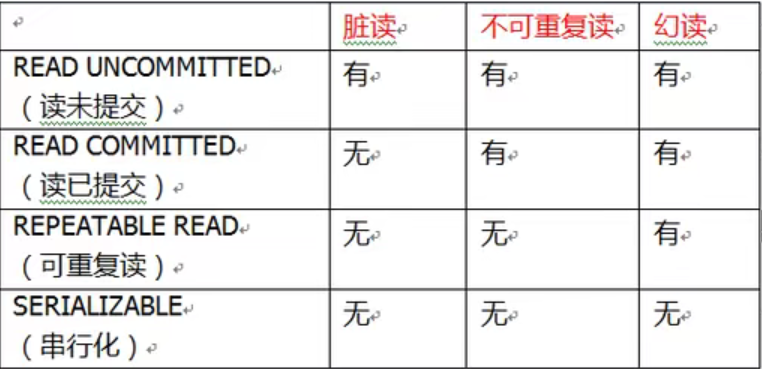 脏读 不可重复读 幻读
READ UNCOMMITTED 有 有 有
（读未提交）
READ COMMITTED 无 有 有
（读已提交）
REPEATABLE READ 无 无 有
（可重复读）
SERIALIZABLE 无 无 无
（串行化）